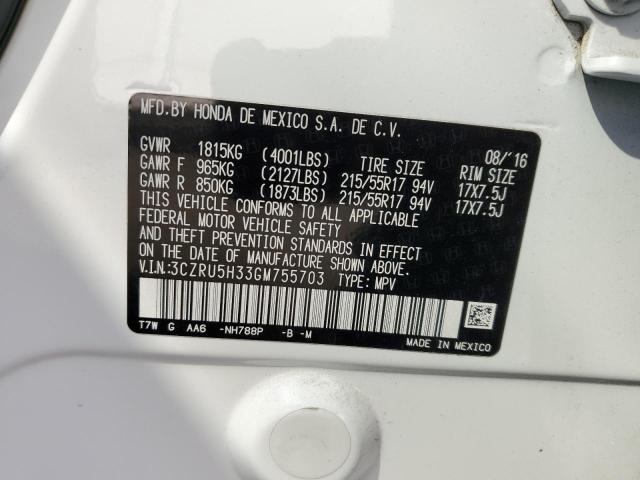 MFD.BY HONDA DE MEXICO S.A. DE C.V.
08/'16
GVWR 1815KG (4001LBS) TIRE SIZE RIM SIZE
GAWR F 965KG (2127LBS) 215/55R17 94V 17X7.5J
GAWR R 850KG (1873LBS) 215/55R17 94V 17X7.5J
THIS VEHICLE CONFORMS TO ALL APPLICABLE
FEDERAL MOTOR VEHICLE SAFETY
AND THEFT PREVENTION STANDARDS IN EFFECT
ON THE DATE OF MANUFACTURE SHOWN ABOVE.
V.I.N.:3CZRU5H33GM755703 TYPE: MPV
T7W G AA6 -NH788P -B -M
MADE IN MEXICO